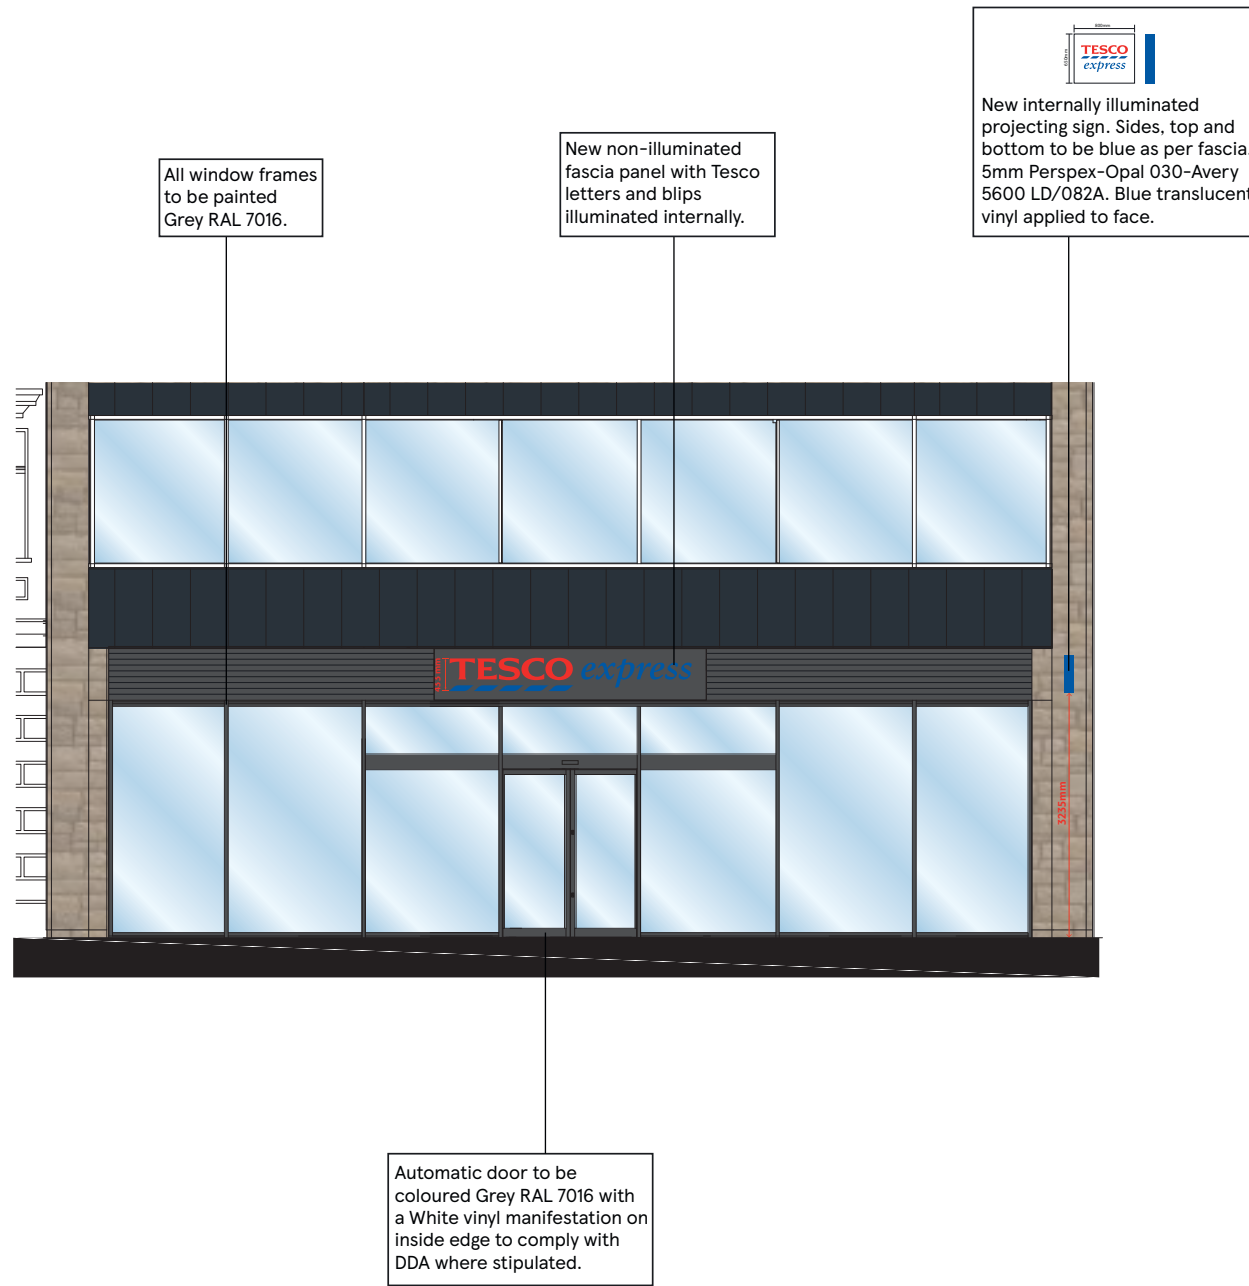 800mm
650mm
TESCO
express
New internally illuminated
projecting sign. Sides, top and
bottom to be blue as per fascia.
5mm Perspex-Opal 030-Avery
5600 LD/082A. Blue translucent
vinyl applied to face.
New non-illuminated
fascia panel with Tesco
letters and blips
illuminated internally.
All window frames
to be painted
Grey RAL 7016.
TESCO express
3235mm
Automatic door to be
coloured Grey RAL 7016 with
a White vinyl manifestation on
inside edge to comply with
DDA where stipulated.